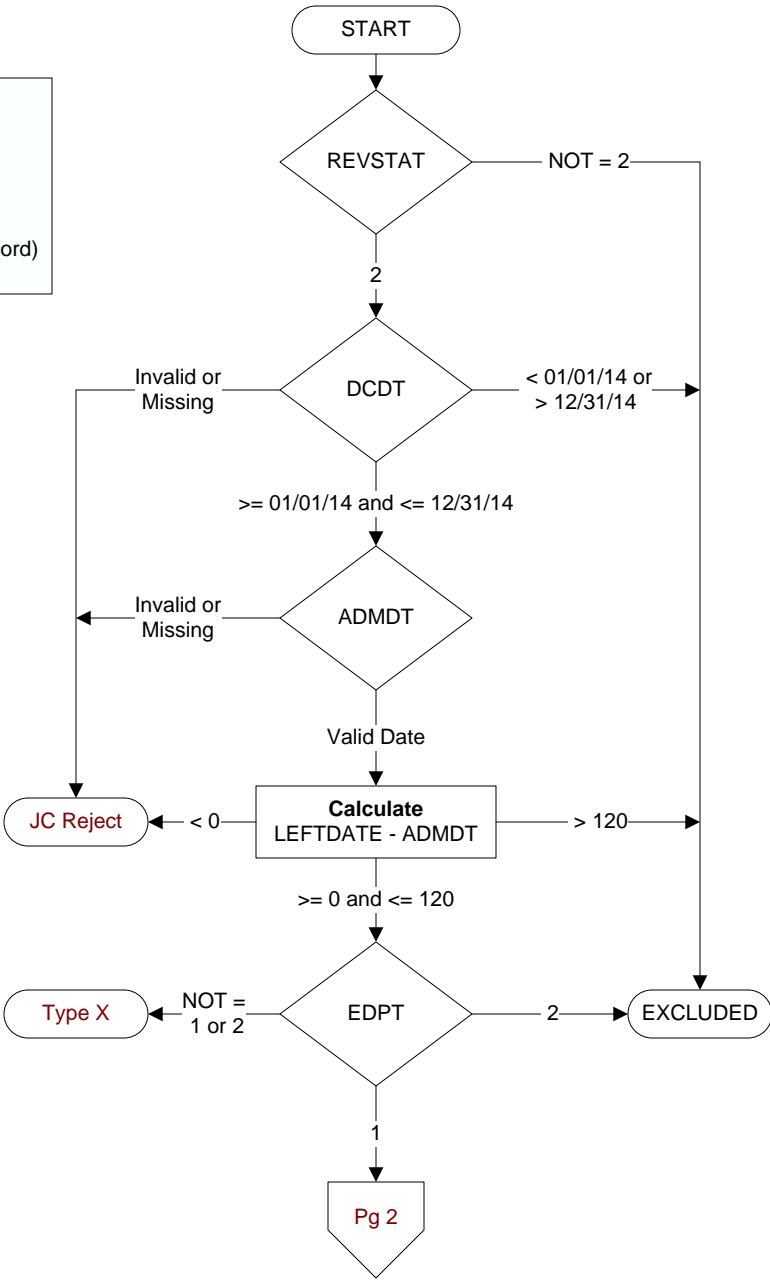 START
REVSTAT
NOT = 2
ord)
2
Invalid or
Missing
DCDT
< 01/01/14 or
> 12/31/14
>= 01/01/14 and <= 12/31/14
Invalid or
Missing
ADMDT
Valid Date
JC Reject
< 0
Calculate
LEFTDATE - ADMDT
> 120
>= 0 and <= 120
Type X
NOT =
1 or 2
EDPT
2
EXCLUDED
1
Pg 2